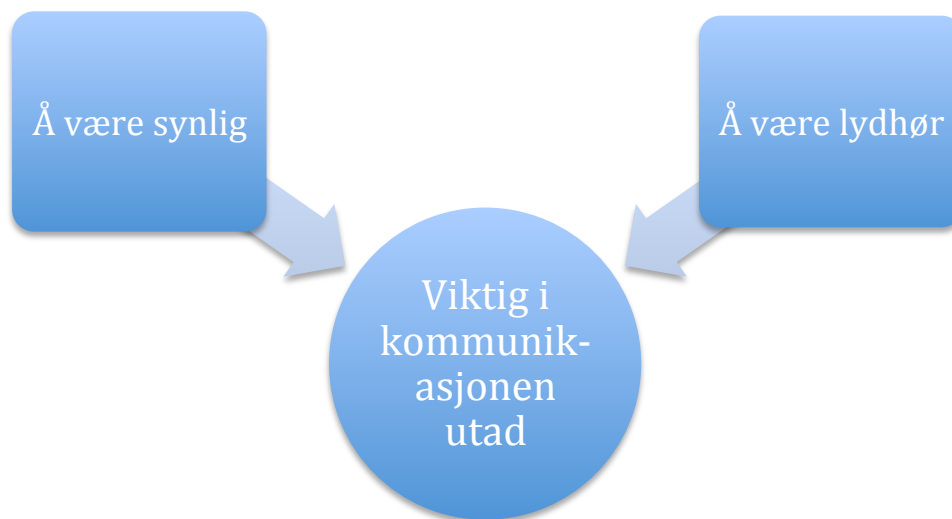 Å være synlig
Å være lydhør
Viktig i
kommunik-
asjonen
utad